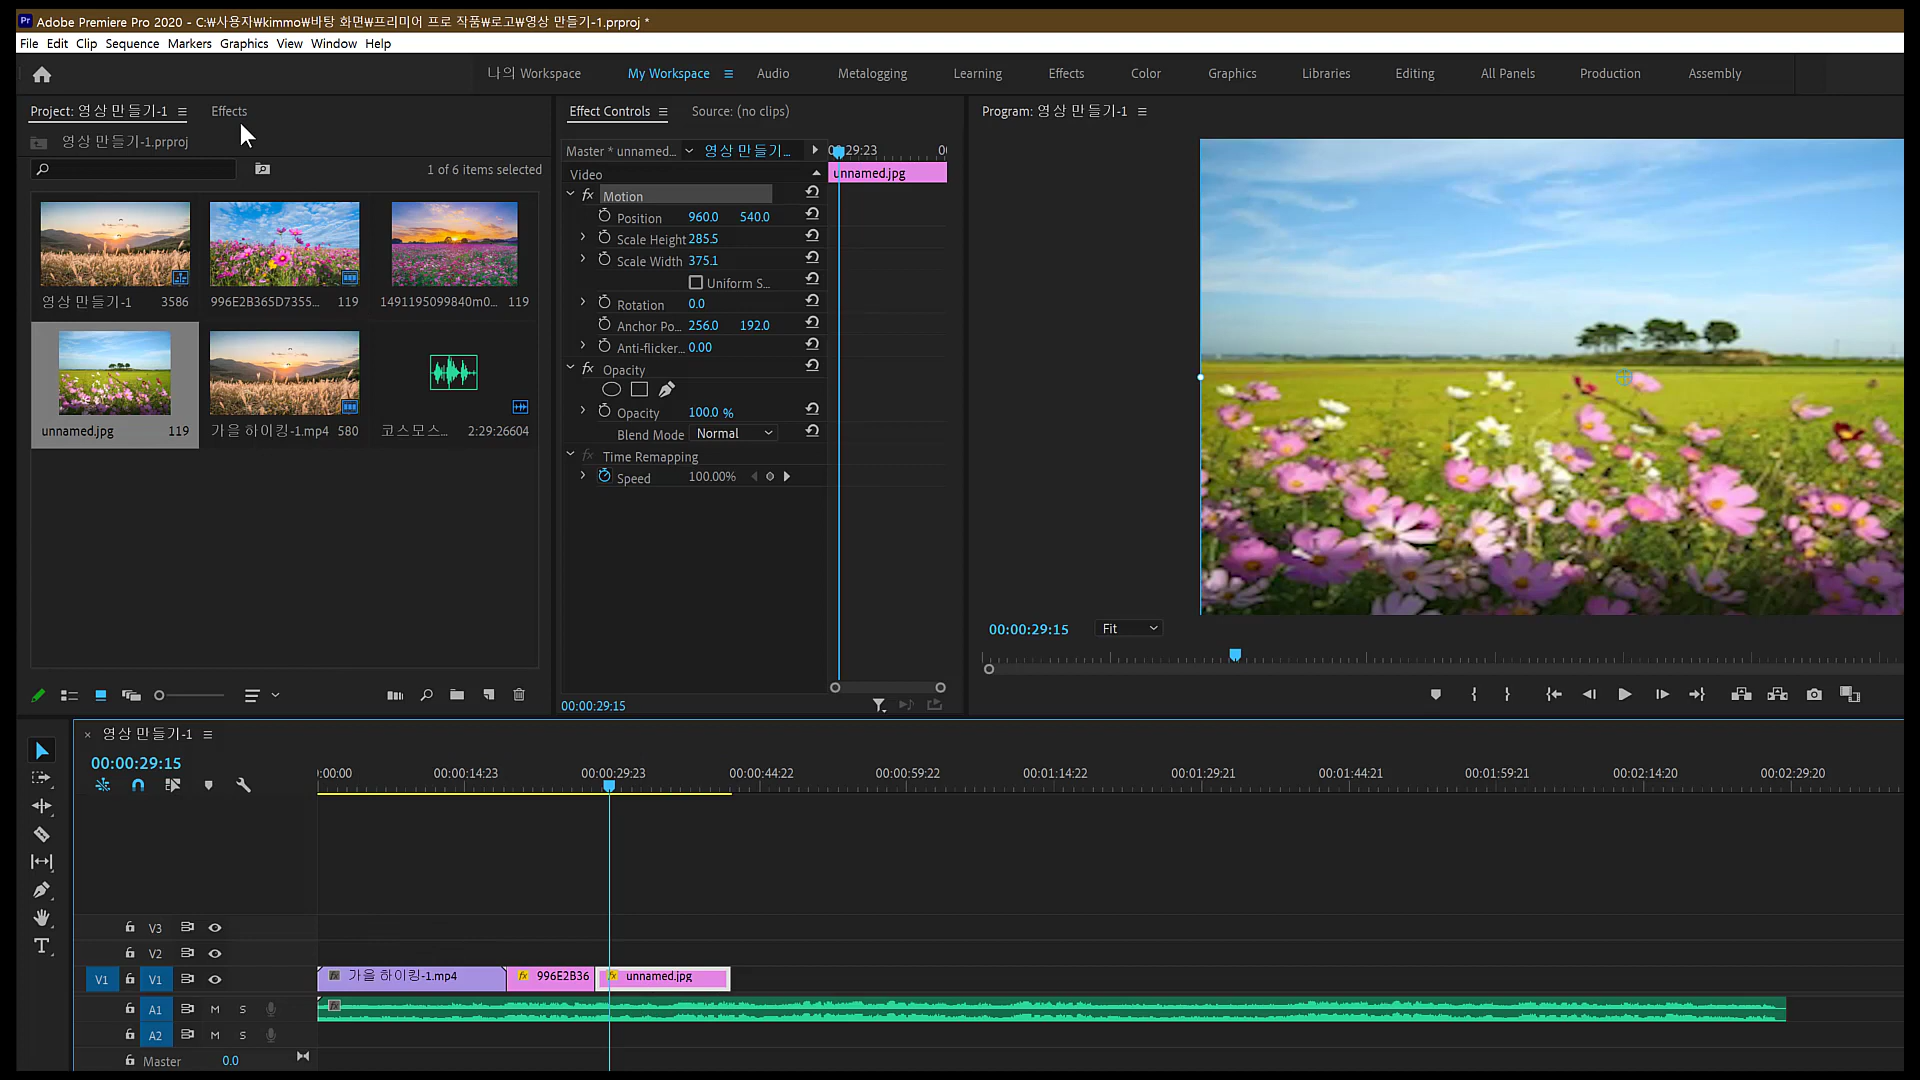 Pr Adobe Premiere Pro 2020 - C:₩사용자₩kimmo₩바탕 화면₩프리미어 프로 작품₩로고₩영상 만들기-1.prproj *
File Edit Clip Sequence Markers Graphics View Window Help
나의 Workspace My Workspace Audio Metalogging Learning Effects Color Graphics Libraries Editing All Panels Production Assembly
Project: 영상 만들기-1 Effects
영상 만들기-1.prproj
1 of 6 items selected
영상 만들기-1 3586
996E2B365D7355... 119
1491195099840m0... 119
unnamed.jpg 119
가을 하이킹-1.mp4 580
코스모스... 2:29:26604
Effect Controls Source: (no clips)
Master * unnamed... 영상 만들기... 29:23
Video unnamed.jpg
fx Motion
Position 960.0 540.0
Scale Height 285.5
Scale Width 375.1
Uniform S...
Rotation 0.0
Anchor Po... 256.0 192.0
Anti-flicker... 0.00
fx Opacity
Opacity 100.0 %
Blend Mode Normal
fx Time Remapping
Speed 100.00%
00:00:29:15
Program: 영상 만들기-1
00:00:29:15 Fit
× 영상 만들기-1
00:00:29:15
:00:00 00:00:14:23 00:00:29:23 00:00:44:22 00:00:59:22 00:01:14:22 00:01:29:21 00:01:44:21 00:01:59:21 00:02:14:20 00:02:29:20
V3
V2
V1 V1 fx 가을 하이킹-1.mp4 fx 996E2B36 fx unnamed.jpg
A1 M S fx
A2 M S
Master 0.0
T